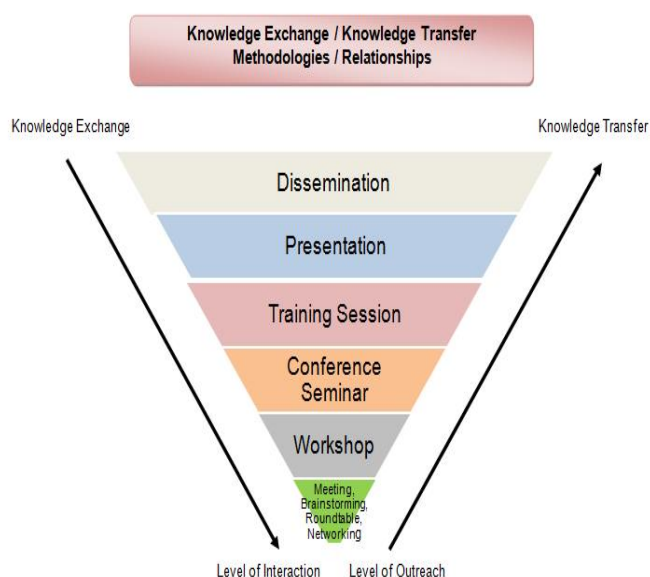 Knowledge Exchange / Knowledge Transfer
Methodologies / Relationships
Knowledge Exchange
Knowledge Transfer
Dissemination
Presentation
Training Session
Conference
Seminar
Workshop
Meeting,
Brainstorming,
Roundtable,
Networking
Level of Interaction
Level of Outreach